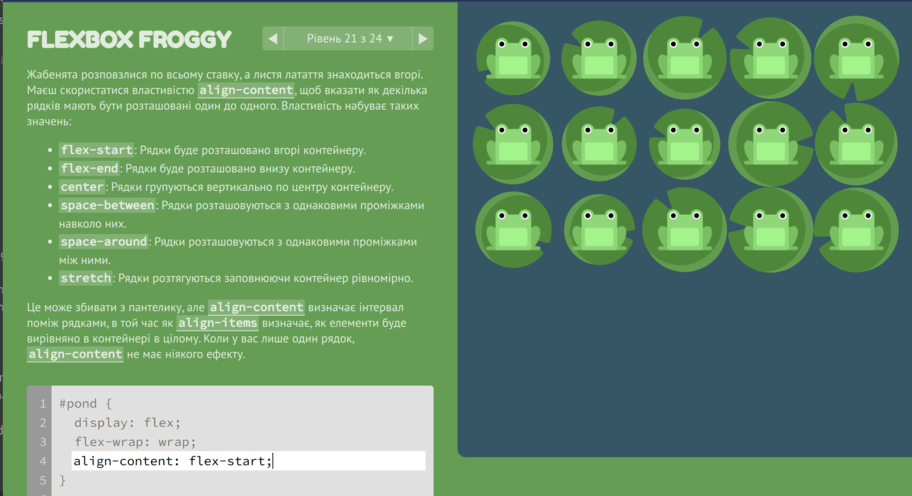 FLEXBOX FROGGY
Рівень 21 з 24 ▼
Жабенята розповзлися по всьому ставку, а листя латаття знаходиться вгорі.
Маєш скористатися властивістю align-content, щоб вказати як декілька
рядків мають бути розташовані один до одного. Властивість набуває таких
значень:
• flex-start: Рядки буде розташовано вгорі контейнеру.
• flex-end: Рядки буде розташовано внизу контейнеру.
• center: Рядки групуються вертикально по центру контейнеру.
• space-between: Рядки розташовуються з однаковими проміжками
навколо них.
• space-around: Рядки розташовуються з однаковими проміжками
між ними.
• stretch: Рядки розтягуються заповнюючи контейнер рівномірно.
Це може збивати з пантелику, але align-content визначає інтервал
поміж рядками, в той час як align-items визначає, як елементи буде
вирівняно в контейнері в цілому. Коли у вас лише один рядок,
align-content не має ніякого ефекту.
1 #pond {
2 display: flex;
3 flex-wrap: wrap;
4 align-content: flex-start;
5 }